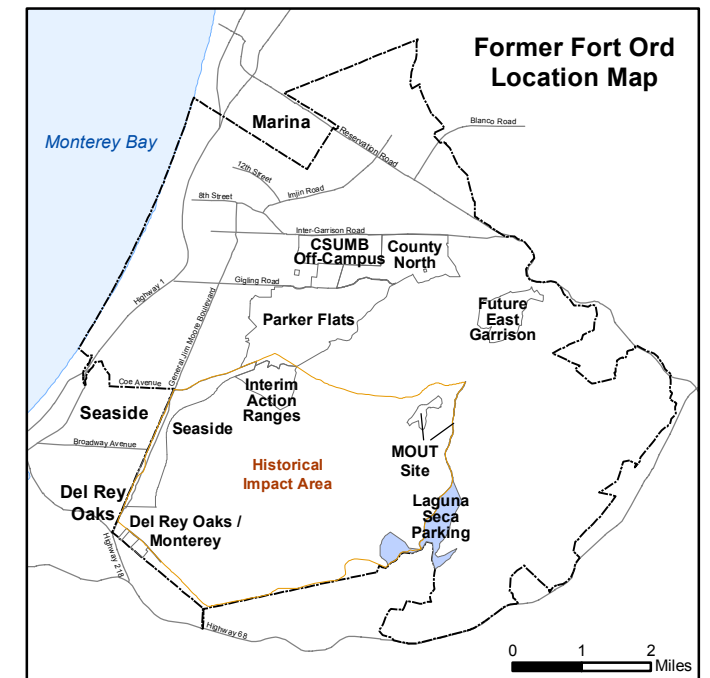 Former Fort Ord
Location Map
Marina
Blanco Road
Monterey Bay
Reservation Road
12th Street
Imjin Road
8th Street
Inter-Garrison Road
CSUMB
Off-Campus
County
North
Gigling Road
Highway 1
General Jim Moore Boulevard
Future
East
Garrison
Parker Flats
Coe Avenue
Interim
Action
Ranges
Seaside
Seaside
Broadway Avenue
MOUT
Site
Historical
Impact Area
Del Rey
Oaks
Laguna
Seca
Parking
Del Rey Oaks /
Monterey
Highway 218
Highway 68
0 1 2
Miles